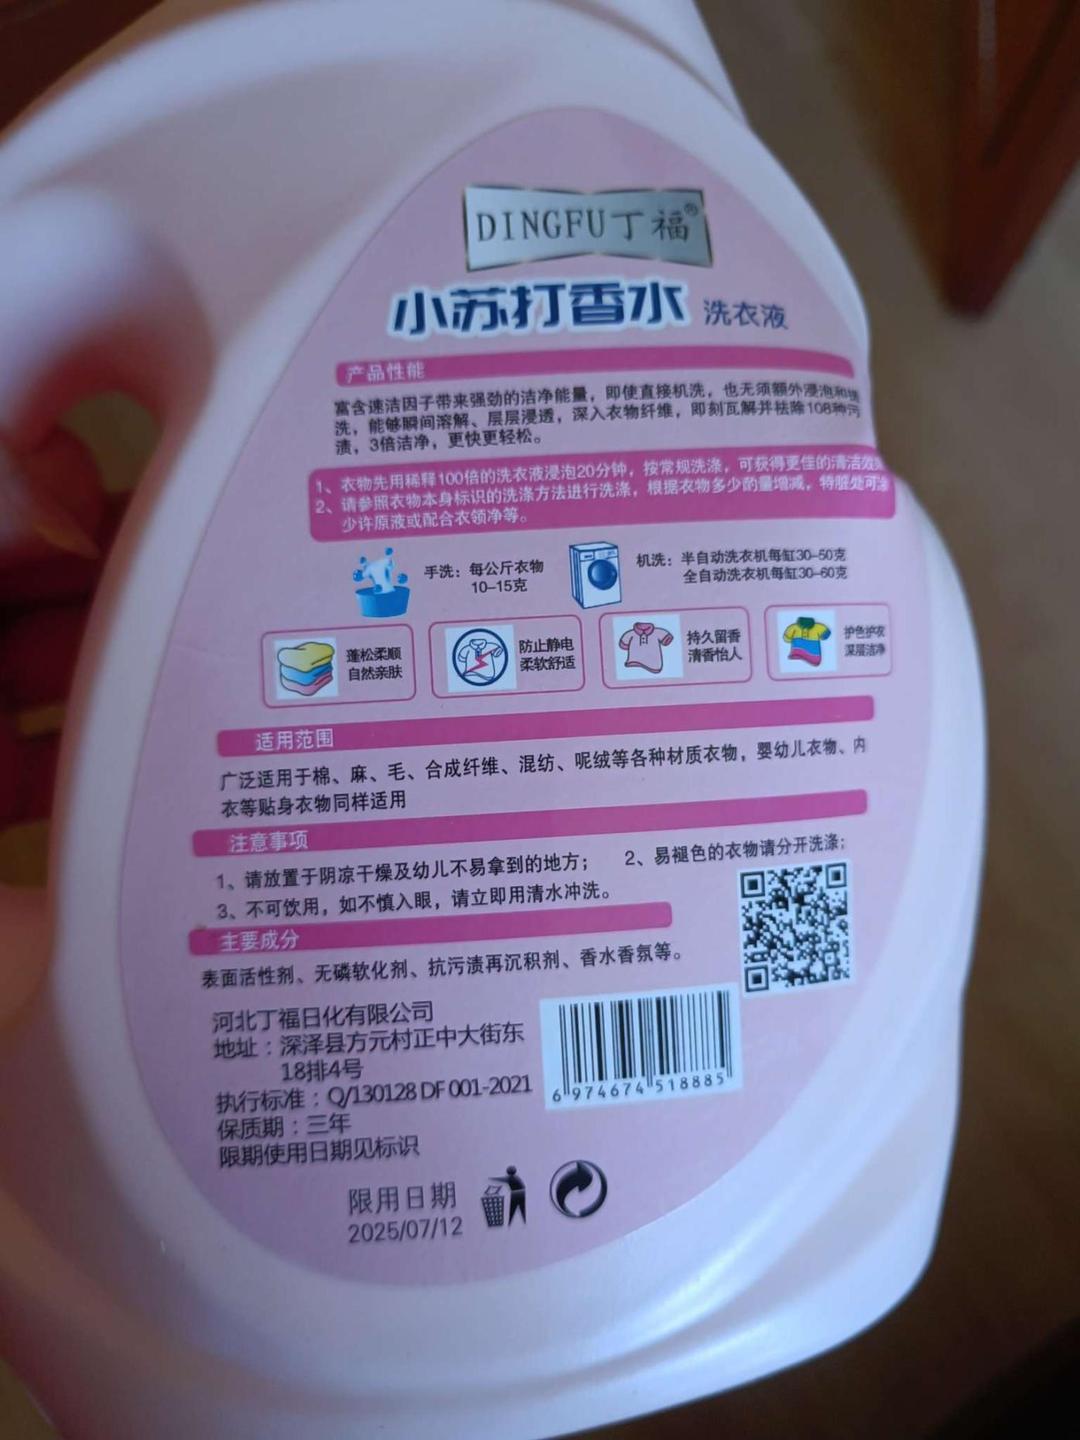 DINGFU丁福®
小苏打香水 洗衣液
产品性能
富含速洁因子带来强劲的洁净能量，即使直接机洗，也无须额外浸泡和搓
洗，能够瞬间溶解、层层浸透，深入衣物纤维，即刻瓦解并祛除108种污
渍，3倍洁净，更快更轻松。
1、衣物先用稀释100倍的洗衣液浸泡20分钟，按常规洗涤，可获得更佳的清洁效果
2、请参照衣物本身标识的洗涤方法进行洗涤，根据衣物多少酌量增减，特脏处可涂
少许原液或配合衣领净等。
手洗：每公斤衣物
10–15克
机洗：半自动洗衣机每缸30–50克
全自动洗衣机每缸30–60克
蓬松柔顺
自然亲肤
防止静电
柔软舒适
持久留香
清香怡人
护色护衣
深层洁净
适用范围
广泛适用于棉、麻、毛、合成纤维、混纺、呢绒等各种材质衣物，婴幼儿衣物、内
衣等贴身衣物同样适用
注意事项
1、请放置于阴凉干燥及幼儿不易拿到的地方； 2、易褪色的衣物请分开洗涤；
3、不可饮用，如不慎入眼，请立即用清水冲洗。
主要成分
表面活性剂、无磷软化剂、抗污渍再沉积剂、香水香氛等。
河北丁福日化有限公司
地址：深泽县方元村正中大街东
18排4号
执行标准：Q/130128 DF 001-2021
保质期：三年
限期使用日期见标识
6 974674 518885
限用日期
2025/07/12